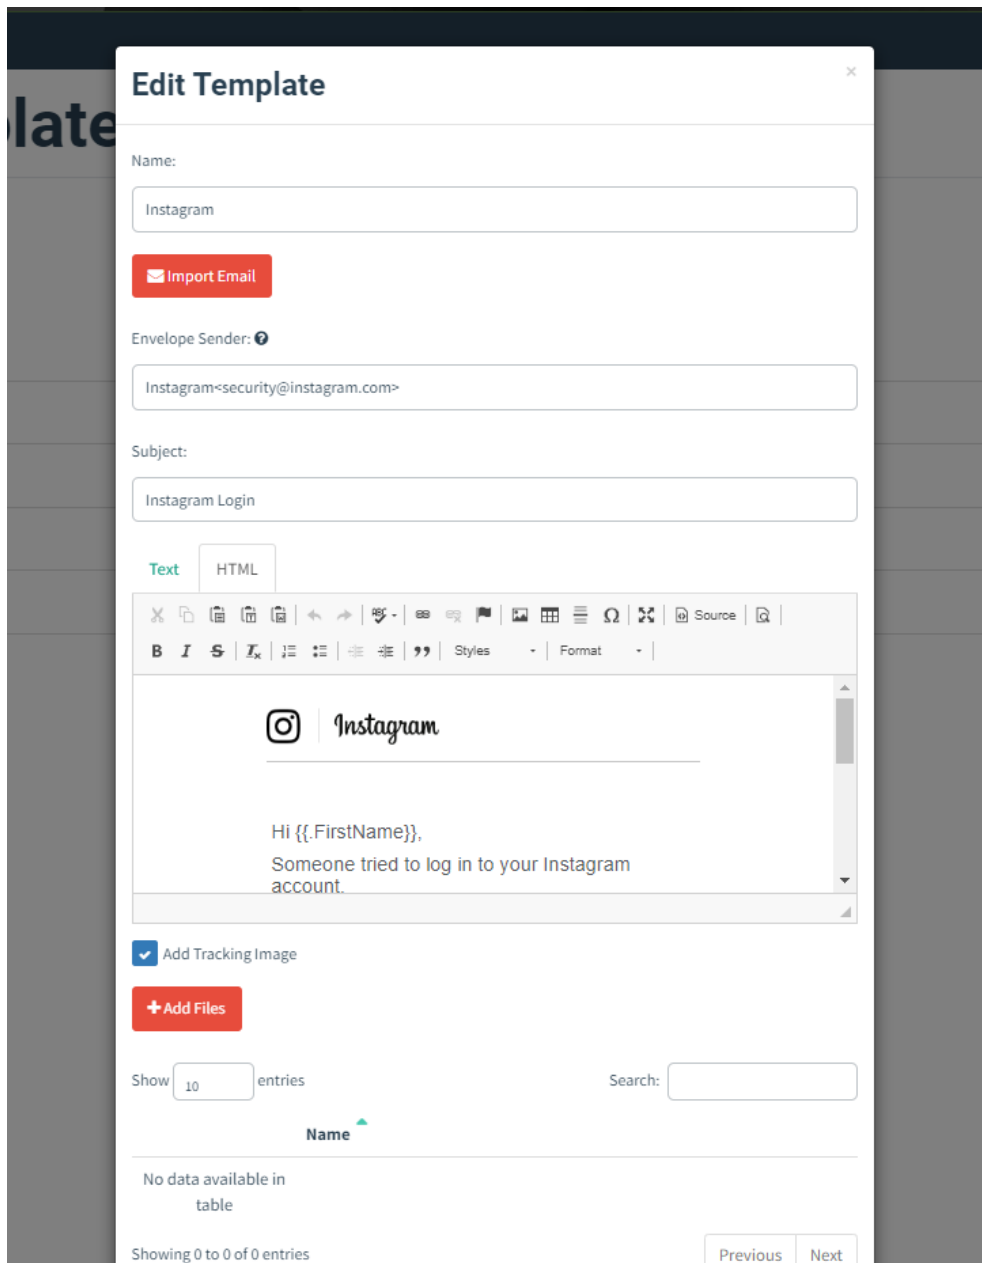 late
Edit Template
×
Name:
Instagram
Import Email
Envelope Sender: ?
Instagram<security@instagram.com>
Subject:
Instagram Login
Text HTML
ABC Ω Source
B I S Tx Styles Format
Instagram
Hi {{.FirstName}},
Someone tried to log in to your Instagram
account.
Add Tracking Image
+ Add Files
Show 10 entries Search:
Name
No data available in
table
Showing 0 to 0 of 0 entries Previous Next